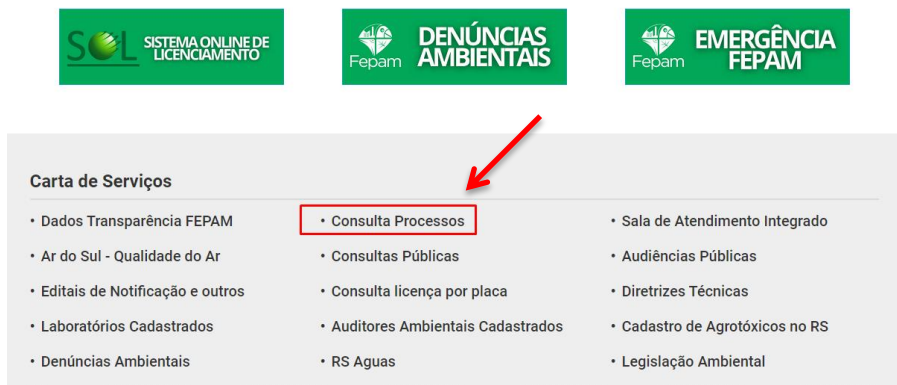 SOL SISTEMA ONLINE DE
LICENCIAMENTO
Fepam DENÚNCIAS
AMBIENTAIS
Fepam EMERGÊNCIA
FEPAM
Carta de Serviços
• Dados Transparência FEPAM
• Consulta Processos
• Sala de Atendimento Integrado
• Ar do Sul - Qualidade do Ar
• Consultas Públicas
• Audiências Públicas
• Editais de Notificação e outros
• Consulta licença por placa
• Diretrizes Técnicas
• Laboratórios Cadastrados
• Auditores Ambientais Cadastrados
• Cadastro de Agrotóxicos no RS
• Denúncias Ambientais
• RS Aguas
• Legislação Ambiental